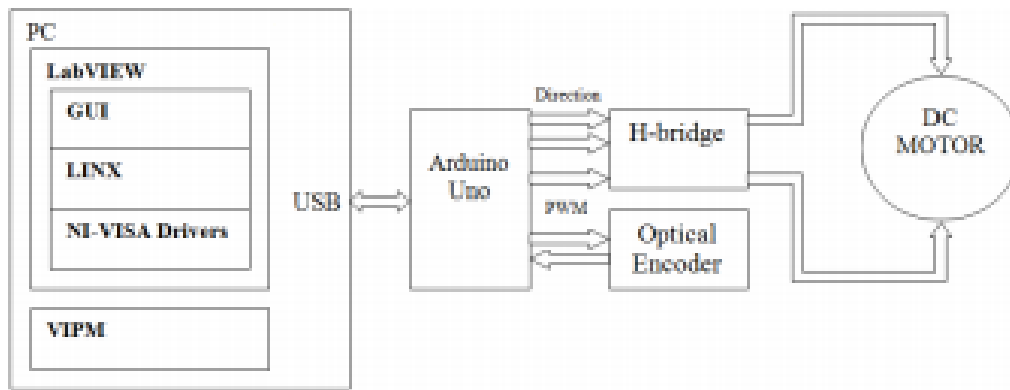 PC
LabVIEW
GUI
LINX
NI-VISA Drivers
VIPM
USB
Arduino
Uno
Direction
PWM
H-bridge
Optical
Encoder
DC
MOTOR